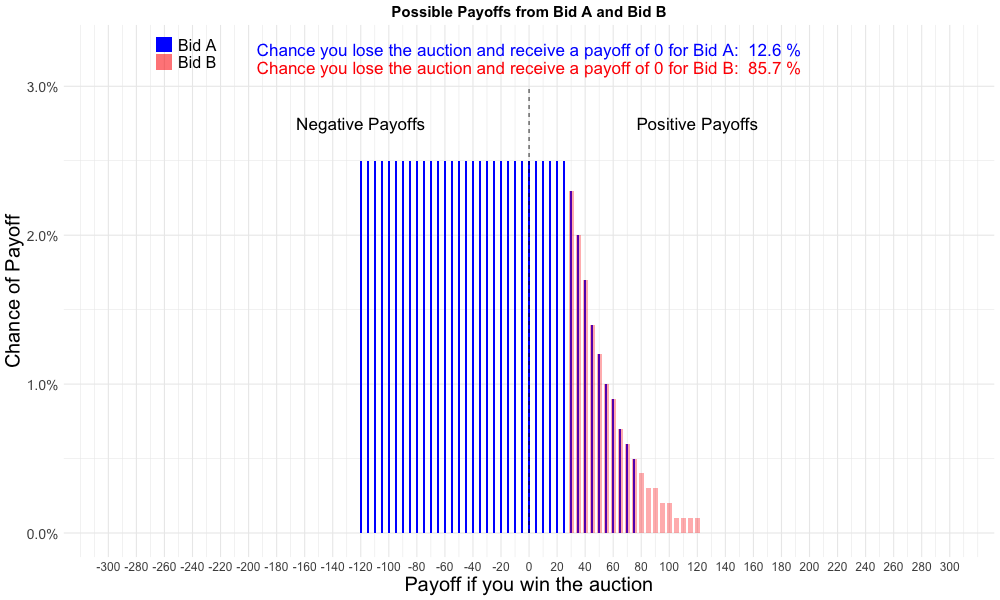 Possible Payoffs from Bid A and Bid B
Bid A
Bid B
Chance you lose the auction and receive a payoff of 0 for Bid A: 12.6 %
Chance you lose the auction and receive a payoff of 0 for Bid B: 85.7 %
Negative Payoffs
Positive Payoffs
Chance of Payoff
3.0%
2.0%
1.0%
0.0%
-300 -280 -260 -240 -220 -200 -180 -160 -140 -120 -100 -80 -60 -40 -20 0 20 40 60 80 100 120 140 160 180 200 220 240 260 280 300
Payoff if you win the auction